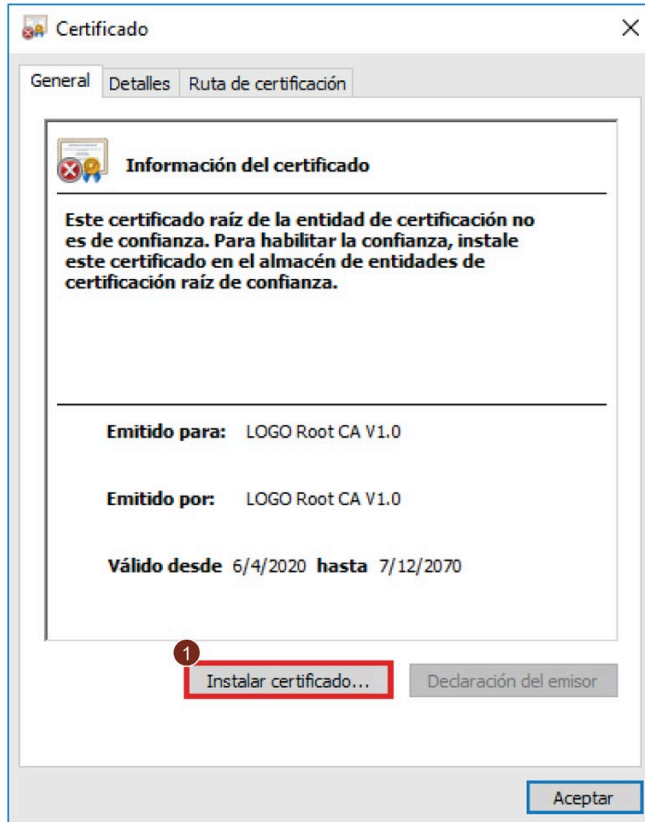 Certificado
General Detalles Ruta de certificación
Información del certificado
Este certificado raíz de la entidad de certificación no
es de confianza. Para habilitar la confianza, instale
este certificado en el almacén de entidades de
certificación raíz de confianza.
Emitido para: LOGO Root CA V1.0
Emitido por: LOGO Root CA V1.0
Válido desde 6/4/2020 hasta 7/12/2070
1
Instalar certificado... Declaración del emisor
Aceptar